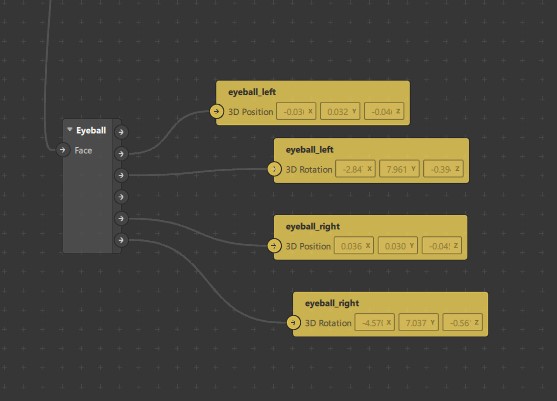 eyeball_left
3D Position -0.03 X 0.032 Y -0.04 Z
Eyeball
Face
eyeball_left
3D Rotation -2.84 X 7.961 Y -0.39 Z
eyeball_right
3D Position 0.036 X 0.030 Y -0.04 Z
eyeball_right
3D Rotation -4.57 X 7.037 Y -0.56 Z